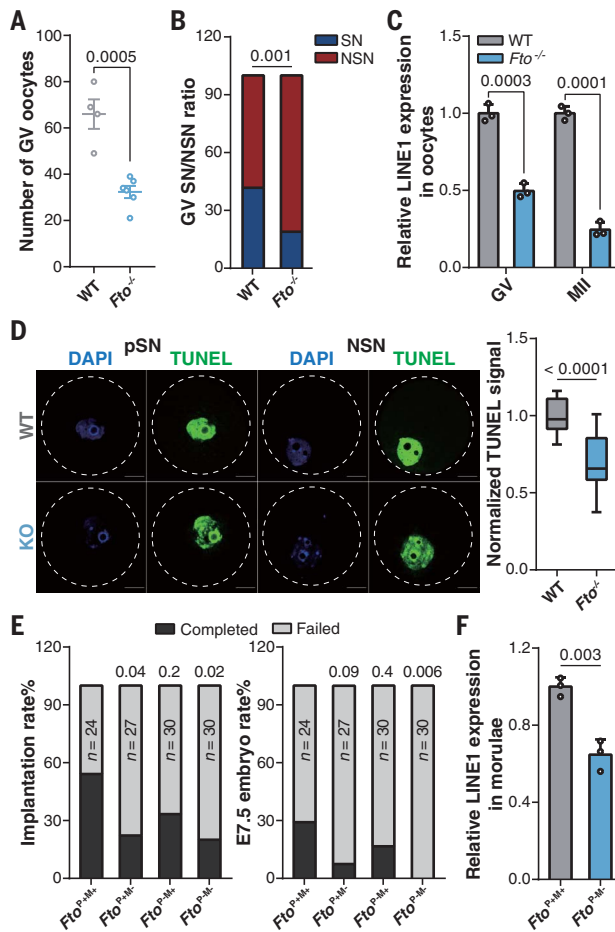 A
Number of GV oocytes
100
80
60
40
20
0
0.0005
WT
Fto-/-
B
SN
NSN
GV SN/NSN ratio
120
90
60
30
0
0.001
WT
Fto-/-
C
WT
Fto-/-
Relative LINE1 expression
in oocytes
1.5
1.0
0.5
0
0.0003
0.0001
GV
MII
D
pSN
NSN
DAPI
TUNEL
DAPI
TUNEL
WT
KO
Normalized TUNEL signal
1.5
1.0
0.5
0.0
< 0.0001
WT
Fto-/-
E
Completed
Failed
Implantation rate%
120
90
60
30
0
0.04
0.2
0.02
n = 24
n = 27
n = 30
n = 30
FtoP+M+
FtoP+M-
FtoP-M+
FtoP-M-
E7.5 embryo rate%
120
90
60
30
0
0.09
0.4
0.006
n = 24
n = 27
n = 30
n = 30
FtoP+M+
FtoP+M-
FtoP-M+
FtoP-M-
F
Relative LINE1 expression
in morulae
1.2
0.6
0.0
0.003
FtoP+M+
FtoP-M-